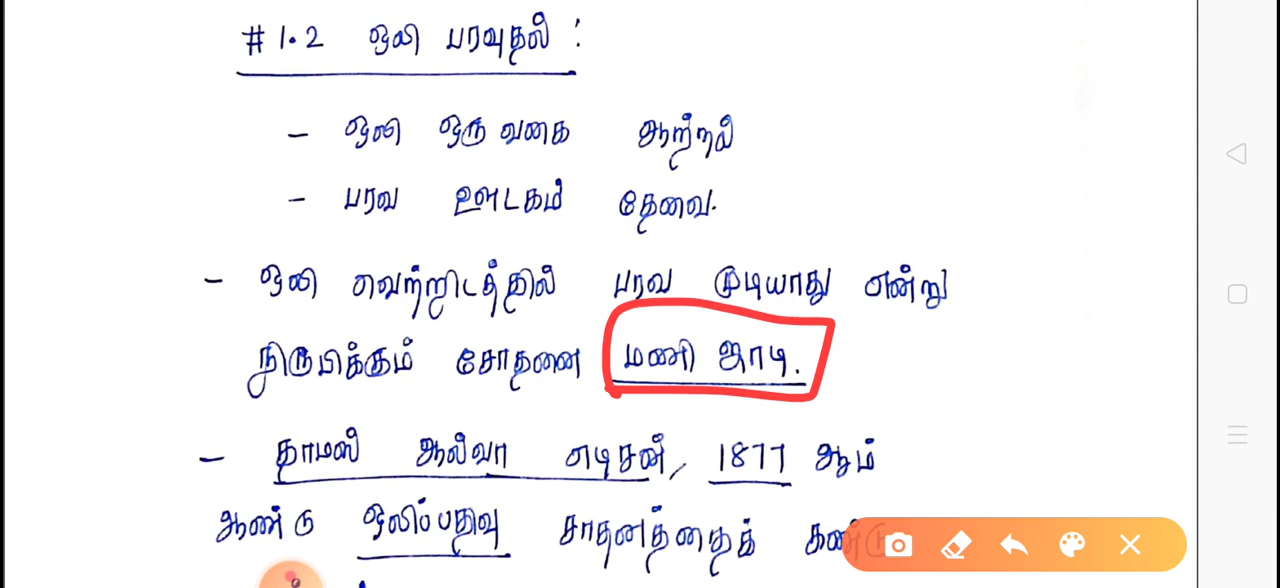 # 1.2 ஒலி பரவுதல் :
- ஒலி ஒரு வகை ஆற்றல்
- பரவ ஊடகம் தேவை.
- ஒலி வெற்றிடத்தில் பரவ முடியாது என்று
நிரூபிக்கும் சோதனை மணி ஜாடி.
- தாமஸ் ஆல்வா எடிசன், 1877 ஆம்
ஆண்டு ஒலிப்பதிவு சாதனத்தைக்